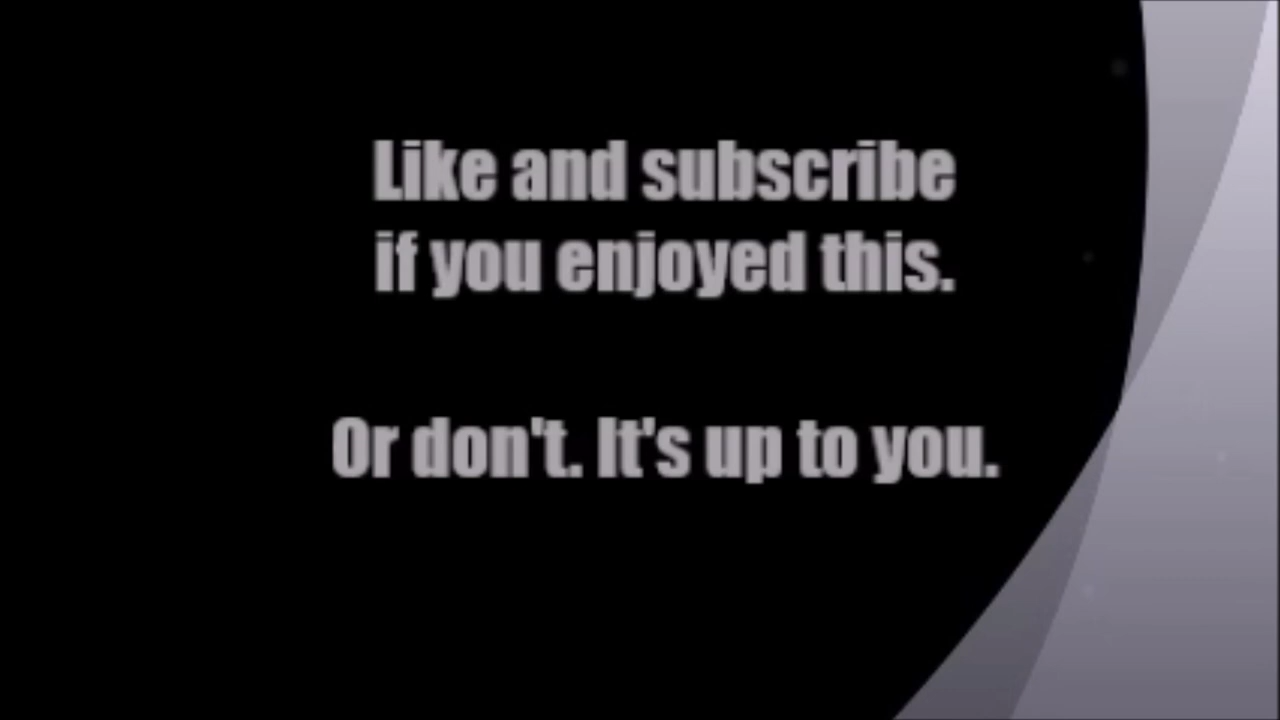 Like and subscribe
if you enjoyed this.
Or don't. It's up to you.